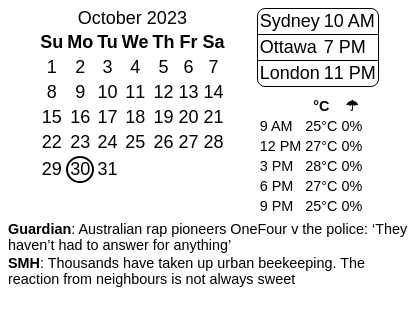 October 2023
Su Mo Tu We Th Fr Sa
1 2 3 4 5 6 7
8 9 10 11 12 13 14
15 16 17 18 19 20 21
22 23 24 25 26 27 28
29 30 31
Sydney 10 AM
Ottawa 7 PM
London 11 PM
°C ☂
9 AM 25°C 0%
12 PM 27°C 0%
3 PM 28°C 0%
6 PM 27°C 0%
9 PM 25°C 0%
Guardian: Australian rap pioneers OneFour v the police: ‘They
haven’t had to answer for anything’
SMH: Thousands have taken up urban beekeeping. The
reaction from neighbours is not always sweet